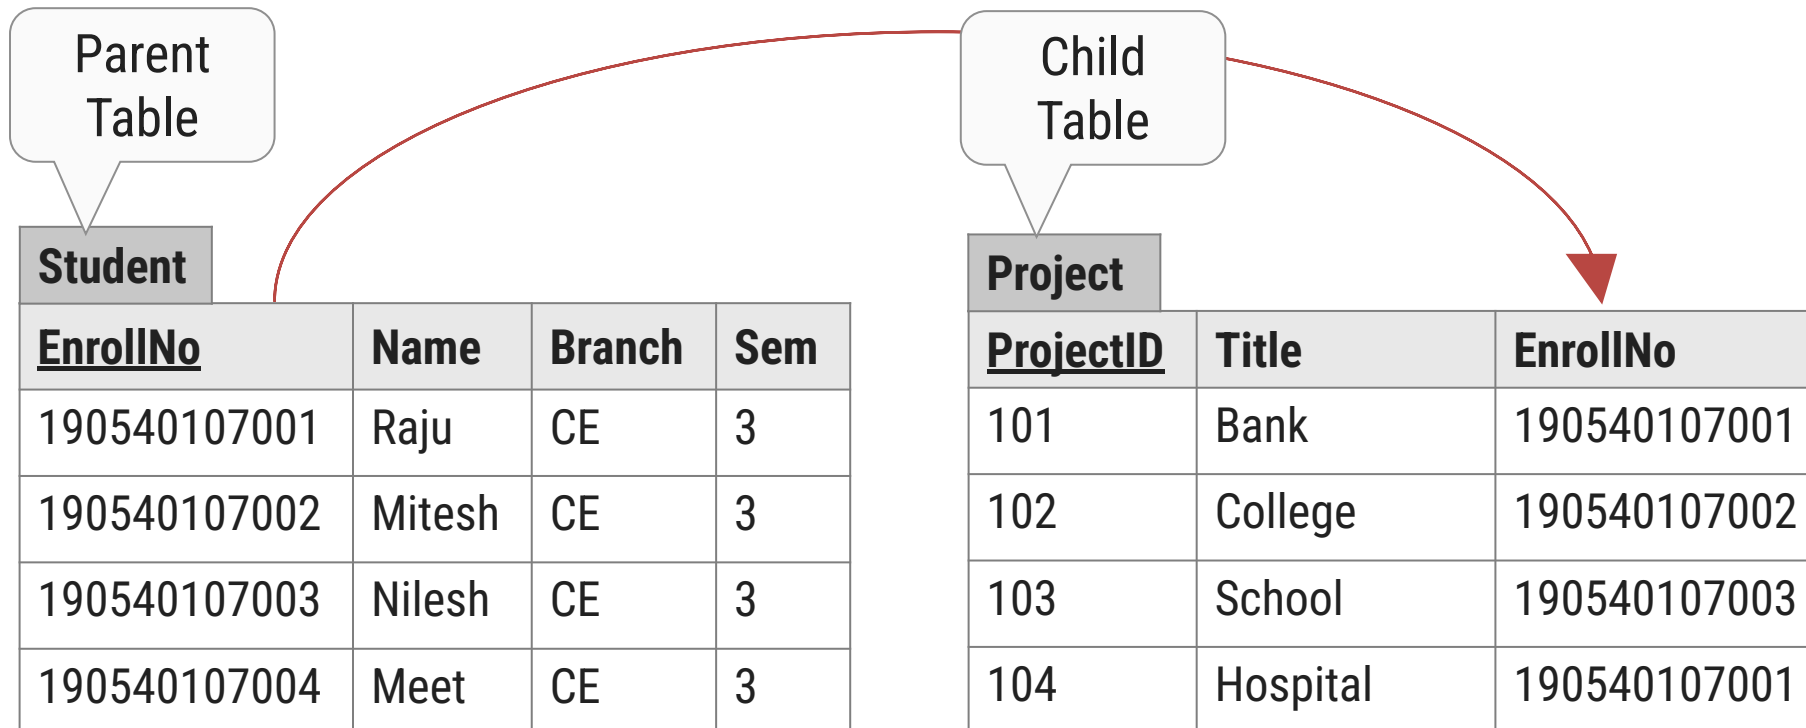 Parent
Table
Child
Table
Student
EnrollNo Name Branch Sem
190540107001 Raju CE 3
190540107002 Mitesh CE 3
190540107003 Nilesh CE 3
190540107004 Meet CE 3
Project
ProjectID Title EnrollNo
101 Bank 190540107001
102 College 190540107002
103 School 190540107003
104 Hospital 190540107001